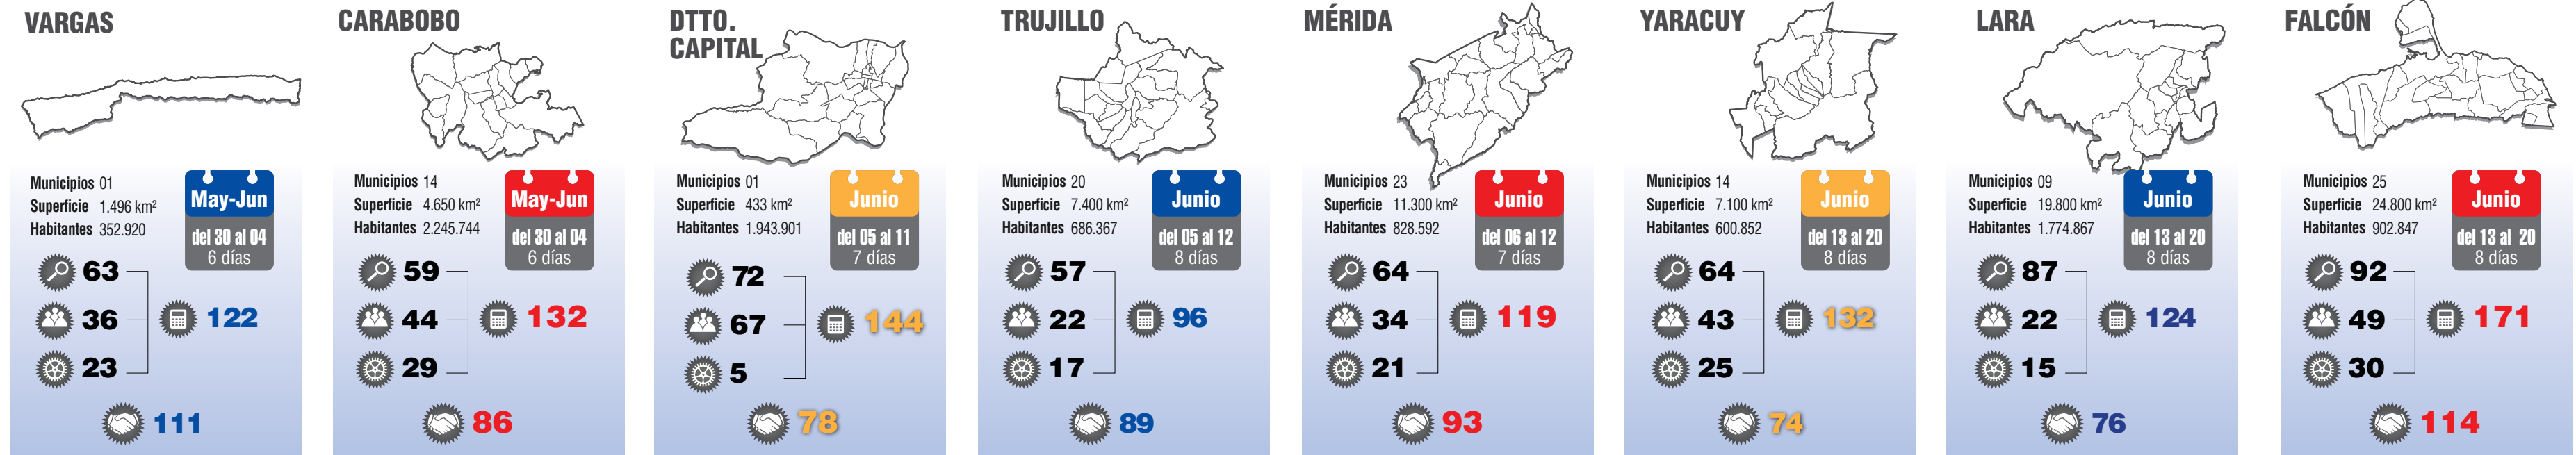 VARGAS
Municipios 01
Superficie 1.496 km²
Habitantes 352.920
May-Jun
del 30 al 04
6 días
63
36
23
122
111
CARABOBO
Municipios 14
Superficie 4.650 km²
Habitantes 2.245.744
May-Jun
del 30 al 04
6 días
59
44
29
132
86
DTTO.
CAPITAL
Municipios 01
Superficie 433 km²
Habitantes 1.943.901
Junio
del 05 al 11
7 días
72
67
5
144
78
TRUJILLO
Municipios 20
Superficie 7.400 km²
Habitantes 686.367
Junio
del 05 al 12
8 días
57
22
17
96
89
MÉRIDA
Municipios 23
Superficie 11.300 km²
Habitantes 828.592
Junio
del 06 al 12
7 días
64
34
21
119
93
YARACUY
Municipios 14
Superficie 7.100 km²
Habitantes 600.852
Junio
del 13 al 20
8 días
64
43
25
132
74
LARA
Municipios 09
Superficie 19.800 km²
Habitantes 1.774.867
Junio
del 13 al 20
8 días
87
22
15
124
76
FALCÓN
Municipios 25
Superficie 24.800 km²
Habitantes 902.847
Junio
del 13 al 20
8 días
92
49
30
171
114